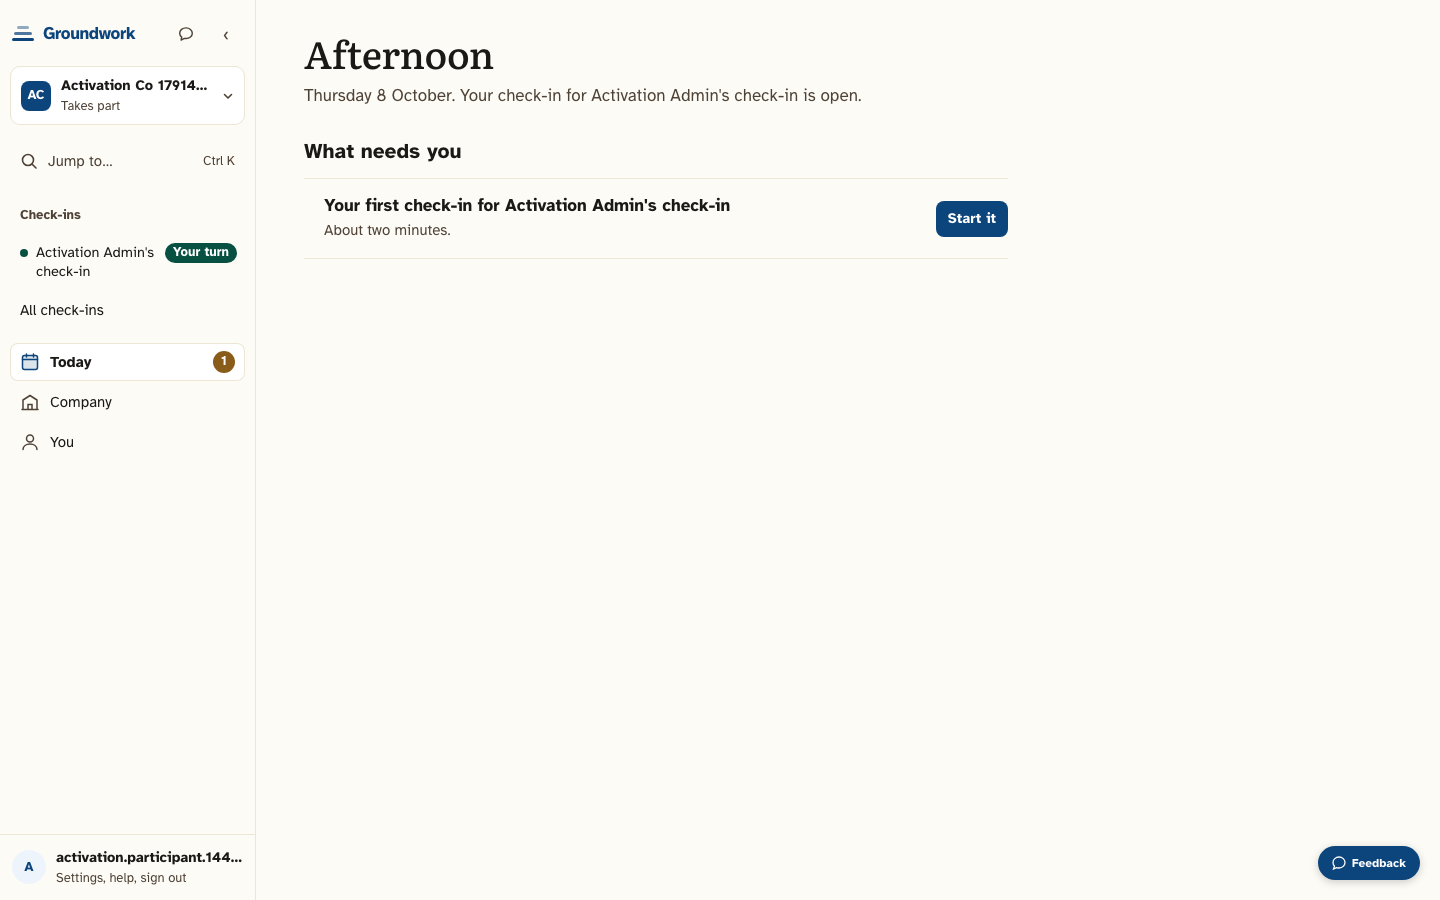 Groundwork
AC
Activation Co 17914...
Takes part
Jump to...
Ctrl K
Check-ins
Activation Admin's check-in
Your turn
All check-ins
Today
1
Company
You
A
activation.participant.144...
Settings, help, sign out
Afternoon
Thursday 8 October. Your check-in for Activation Admin's check-in is open.
What needs you
Your first check-in for Activation Admin's check-in
About two minutes.
Start it
Feedback